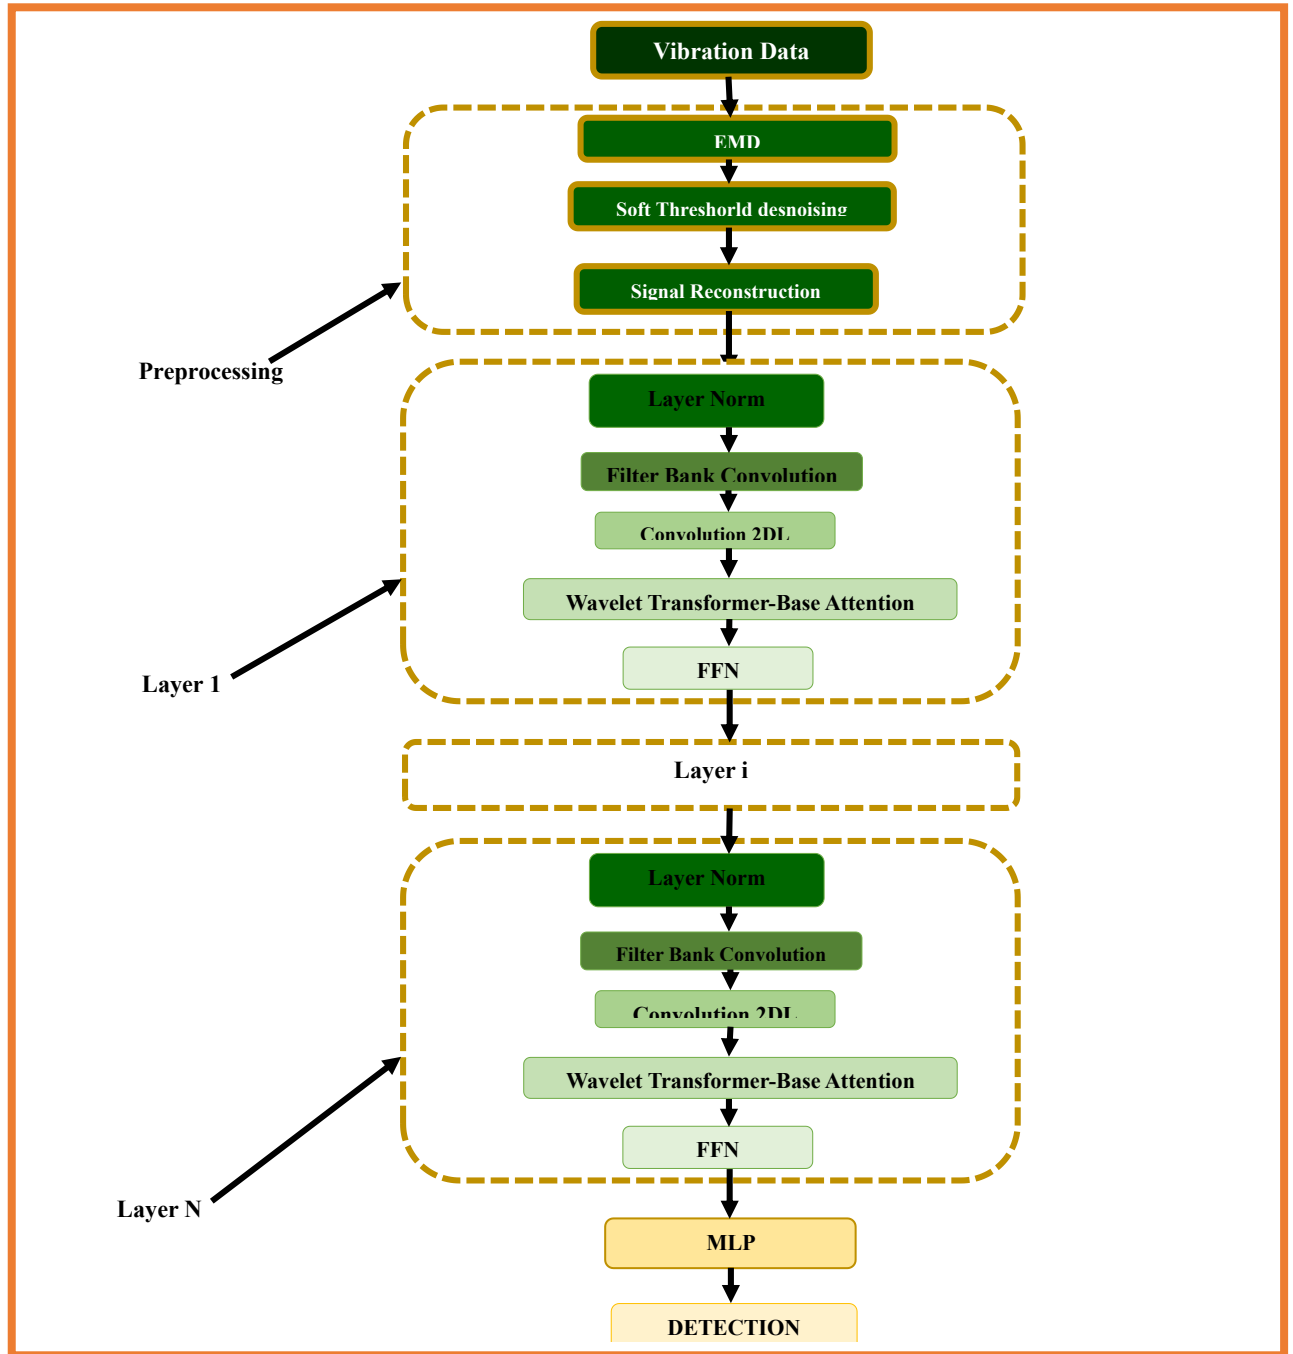 Vibration Data
EMD
Soft Threshorld desnoising
Signal Reconstruction
Preprocessing
Layer Norm
Filter Bank Convolution
Convolution 2DL
Wavelet Transformer-Base Attention
Layer 1
FFN
Layer i
Layer Norm
Filter Bank Convolution
Convolution 2DL
Wavelet Transformer-Base Attention
FFN
Layer N
MLP
DETECTION